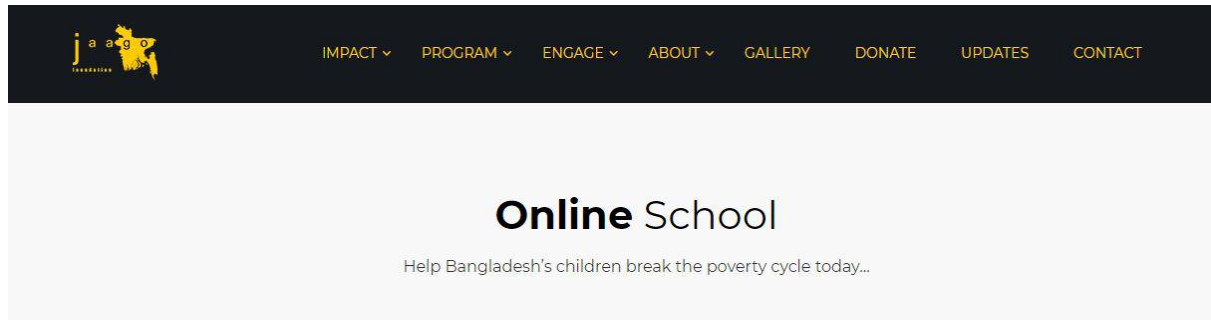 jaago
foundation
IMPACT PROGRAM ENGAGE ABOUT GALLERY DONATE UPDATES CONTACT
Online School
Help Bangladesh's children break the poverty cycle today...